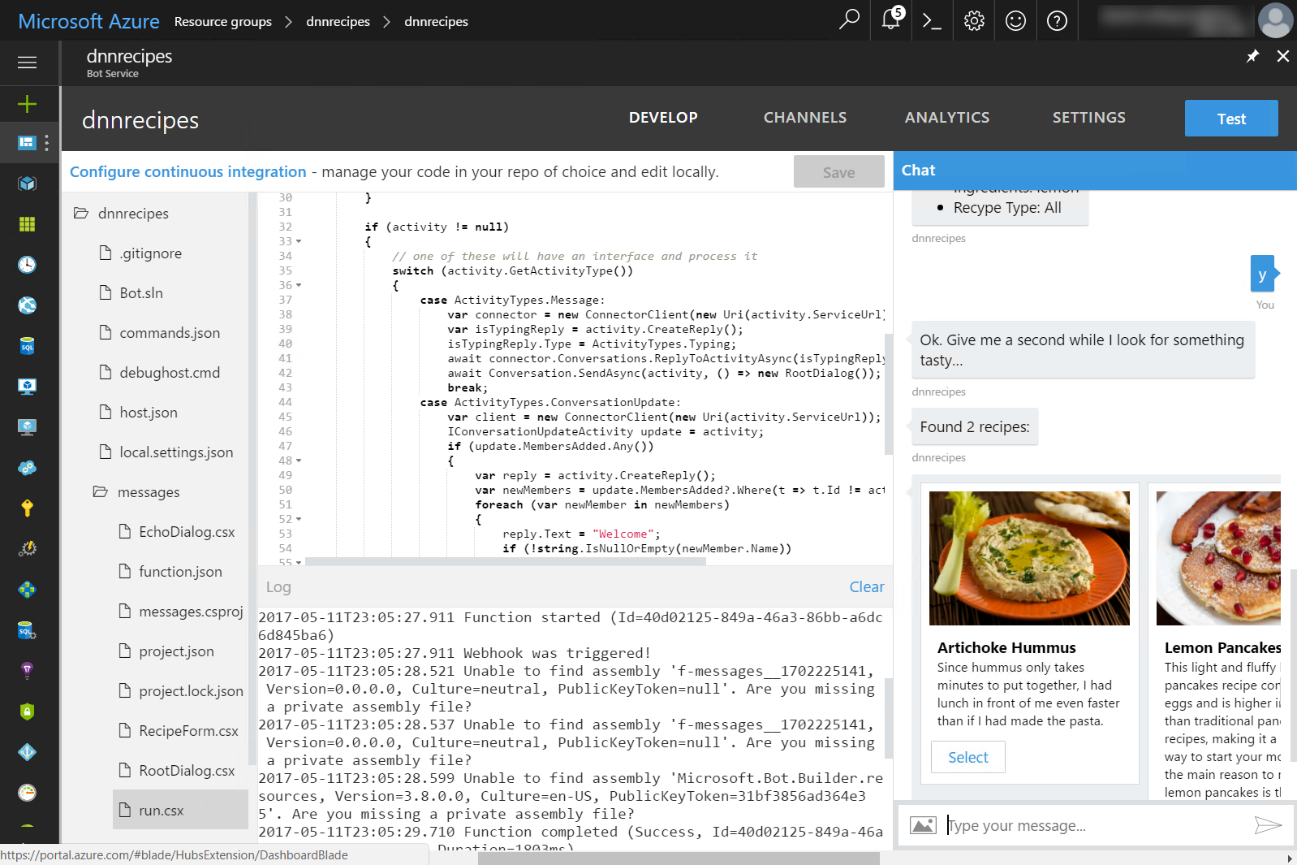 Microsoft Azure Resource groups > dnnrecipes > dnnrecipes
5
dnnrecipes
Bot Service
dnnrecipes
DEVELOP CHANNELS ANALYTICS SETTINGS Test
Configure continuous integration - manage your code in your repo of choice and edit locally.
Save
dnnrecipes
.gitignore
Bot.sln
commands.json
debughost.cmd
host.json
local.settings.json
messages
EchoDialog.csx
function.json
messages.csproj
project.json
project.lock.json
RecipeForm.csx
RootDialog.csx
run.csx
30 }
31
32 if (activity != null)
33 {
34 // one of these will have an interface and process it
35 switch (activity.GetActivityType())
36 {
37 case ActivityTypes.Message:
38 var connector = new ConnectorClient(new Uri(activity.ServiceUrl)
39 var isTypingReply = activity.CreateReply();
40 isTypingReply.Type = ActivityTypes.Typing;
41 await connector.Conversations.ReplyToActivityAsync(isTypingReply
42 await Conversation.SendAsync(activity, () => new RootDialog());
43 break;
44 case ActivityTypes.ConversationUpdate:
45 var client = new ConnectorClient(new Uri(activity.ServiceUrl));
46 IConversationUpdateActivity update = activity;
47 if (update.MembersAdded.Any())
48 {
49 var reply = activity.CreateReply();
50 var newMembers = update.MembersAdded?.Where(t => t.Id != act
51 foreach (var newMember in newMembers)
52 {
53 reply.Text = "Welcome";
54 if (!string.IsNullOrEmpty(newMember.Name))
55
Log Clear
2017-05-11T23:05:27.911 Function started (Id=40d02125-849a-46a3-86bb-a6dc
6d845ba6)
2017-05-11T23:05:27.911 Webhook was triggered!
2017-05-11T23:05:28.521 Unable to find assembly 'f-messages__1702225141,
Version=0.0.0.0, Culture=neutral, PublicKeyToken=null'. Are you missing
a private assembly file?
2017-05-11T23:05:28.537 Unable to find assembly 'f-messages__1702225141,
Version=0.0.0.0, Culture=neutral, PublicKeyToken=null'. Are you missing
a private assembly file?
2017-05-11T23:05:28.599 Unable to find assembly 'Microsoft.Bot.Builder.re
sources, Version=3.8.0.0, Culture=en-US, PublicKeyToken=31bf3856ad364e3
5'. Are you missing a private assembly file?
2017-05-11T23:05:29.710 Function completed (Success, Id=40d02125-849a-46a
Duration=1803ms)
Chat
Ingredients: lemon
• Recype Type: All
dnnrecipes
y
You
Ok. Give me a second while I look for something
tasty...
dnnrecipes
Found 2 recipes:
dnnrecipes
Artichoke Hummus
Since hummus only takes
minutes to put together, I had
lunch in front of me even faster
than if I had made the pasta.
Select
Lemon Pancakes
This light and fluffy
pancakes recipe con
eggs and is higher in
than traditional pan
recipes, making it a
way to start your mo
the main reason to r
lemon pancakes is th
Type your message...
https://portal.azure.com/#blade/HubsExtension/DashboardBlade